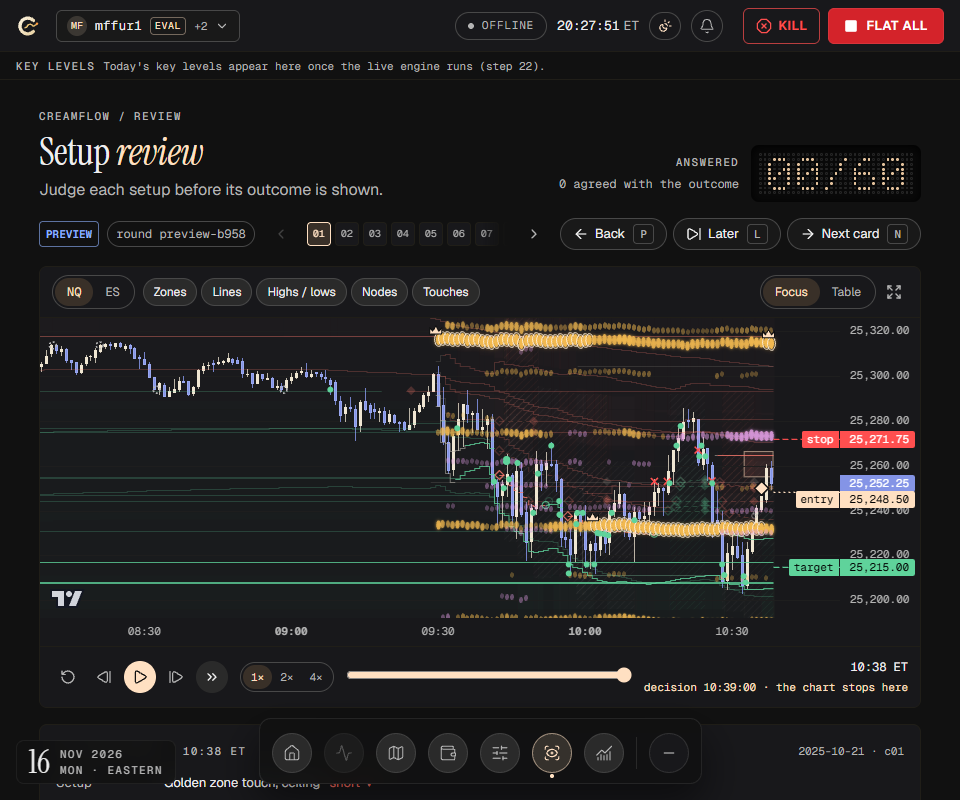 MF mffur1 EVAL +2
OFFLINE
20:27:51 ET
KILL
FLAT ALL
KEY LEVELS Today's key levels appear here once the live engine runs (step 22).
CREAMFLOW / REVIEW
Setup review
Judge each setup before its outcome is shown.
ANSWERED
0 agreed with the outcome
00/60
PREVIEW
round preview-b958
01 02 03 04 05 06 07
Back P
Later L
Next card N
NQ ES
Zones
Lines
Highs / lows
Nodes
Touches
Focus Table
25,320.00
25,300.00
25,280.00
stop 25,271.75
25,260.00
25,252.25
entry 25,248.50
25,240.00
25,220.00
target 25,215.00
25,200.00
08:30 09:00 09:30 10:00 10:30
1× 2× 4×
10:38 ET
decision 10:39:00 · the chart stops here
16 NOV 2026
MON · EASTERN
10:38 ET
2025-10-21 · c01
Setup Golden zone touch, ceiling short